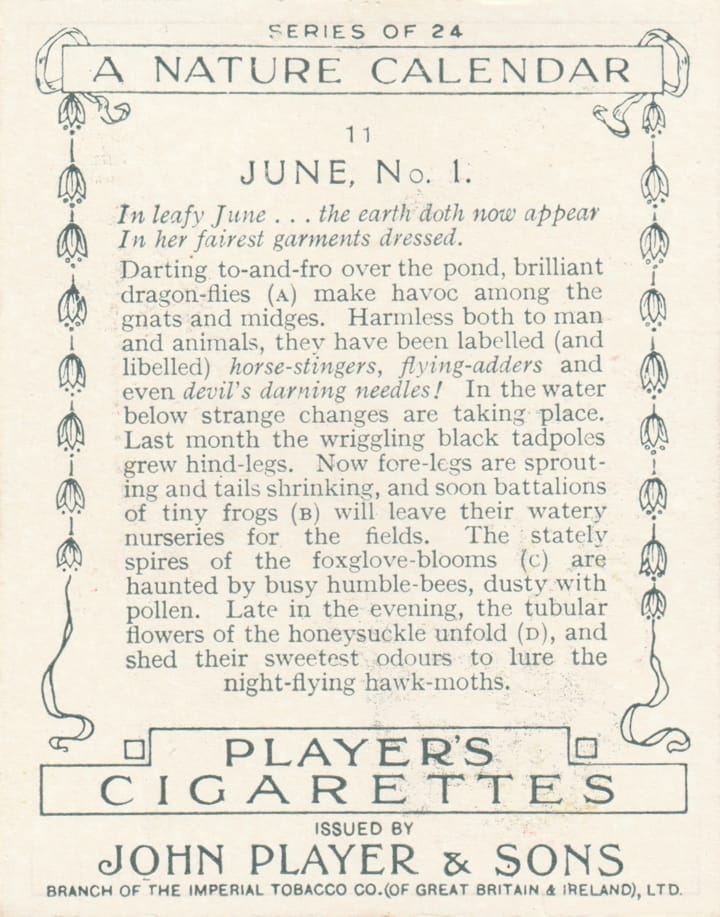 SERIES OF 24
A NATURE CALENDAR
11
JUNE, No. 1.
In leafy June . . . the earth doth now appear
In her fairest garments dressed.
Darting to-and-fro over the pond, brilliant
dragon-flies (A) make havoc among the
gnats and midges. Harmless both to man
and animals, they have been labelled (and
libelled) horse-stingers, flying-adders and
even devil's darning needles! In the water
below strange changes are taking place.
Last month the wriggling black tadpoles
grew hind-legs. Now fore-legs are sprout-
ing and tails shrinking, and soon battalions
of tiny frogs (B) will leave their watery
nurseries for the fields. The stately
spires of the foxglove-blooms (C) are
haunted by busy humble-bees, dusty with
pollen. Late in the evening, the tubular
flowers of the honeysuckle unfold (D), and
shed their sweetest odours to lure the
night-flying hawk-moths.
PLAYER'S
CIGARETTES
ISSUED BY
JOHN PLAYER & SONS
BRANCH OF THE IMPERIAL TOBACCO CO. (OF GREAT BRITAIN & IRELAND), LTD.